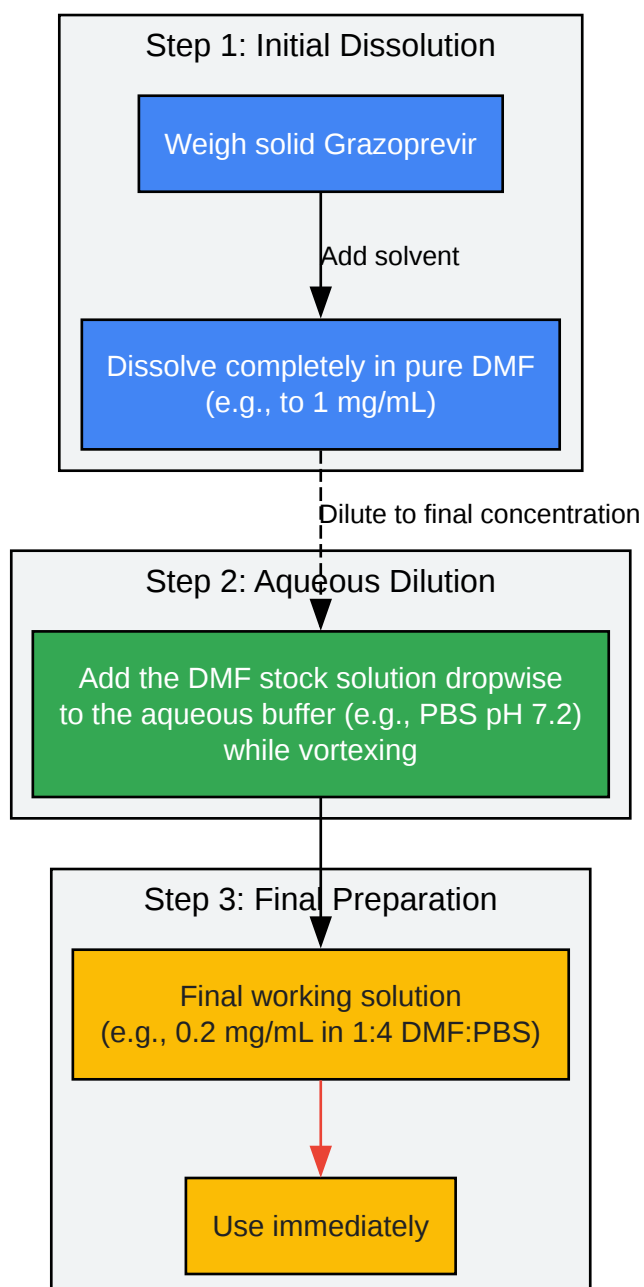 Step 1: Initial Dissolution
Weigh solid Grazoprevir
Add solvent
Dissolve completely in pure DMF
(e.g., to 1 mg/mL)
Dilute to final concentration
Step 2: Aqueous Dilution
Add the DMF stock solution dropwise
to the aqueous buffer (e.g., PBS pH 7.2)
while vortexing
Step 3: Final Preparation
Final working solution
(e.g., 0.2 mg/mL in 1:4 DMF:PBS)
Use immediately